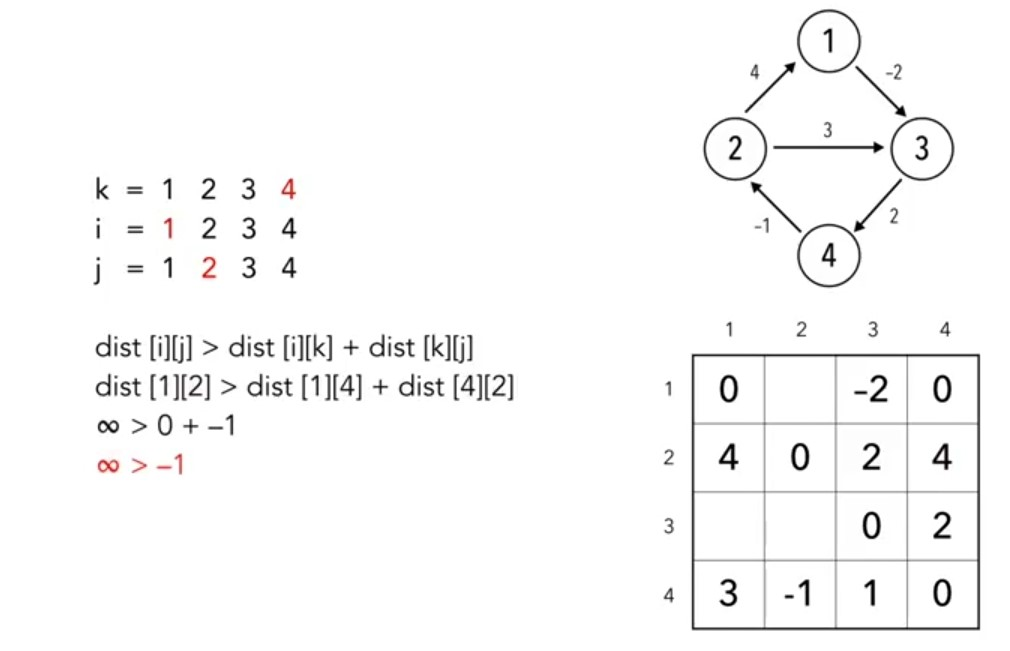 1
4
-2
2
3
3
-1
2
4
k = 1 2 3 4
i = 1 2 3 4
j = 1 2 3 4
dist [i][j] > dist [i][k] + dist [k][j]
dist [1][2] > dist [1][4] + dist [4][2]
∞ > 0 + −1
∞ > −1
1 2 3 4
1 0 -2 0
2 4 0 2 4
3 0 2
4 3 -1 1 0